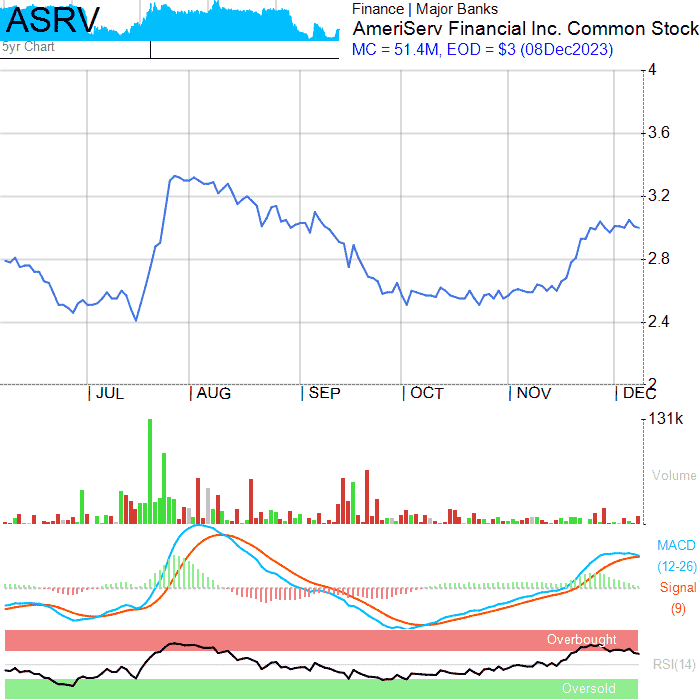 ASRV
5yr Chart
Finance | Major Banks
AmeriServ Financial Inc. Common Stock
MC = 51.4M, EOD = $3 (08Dec2023)
4
3.6
3.2
2.8
2.4
2
JUL
AUG
SEP
OCT
NOV
DEC
131k
Volume
MACD
(12-26)
Signal
(9)
Overbought
RSI(14)
Oversold